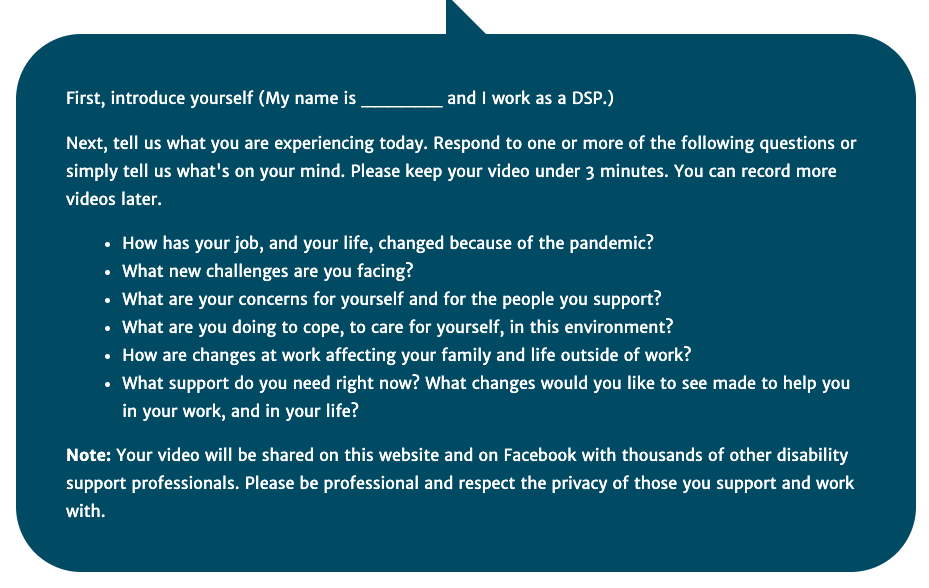 First, introduce yourself (My name is _________ and I work as a DSP.)
Next, tell us what you are experiencing today. Respond to one or more of the following questions or
simply tell us what's on your mind. Please keep your video under 3 minutes. You can record more
videos later.
• How has your job, and your life, changed because of the pandemic?
• What new challenges are you facing?
• What are your concerns for yourself and for the people you support?
• What are you doing to cope, to care for yourself, in this environment?
• How are changes at work affecting your family and life outside of work?
• What support do you need right now? What changes would you like to see made to help you
in your work, and in your life?
Note: Your video will be shared on this website and on Facebook with thousands of other disability
support professionals. Please be professional and respect the privacy of those you support and work
with.